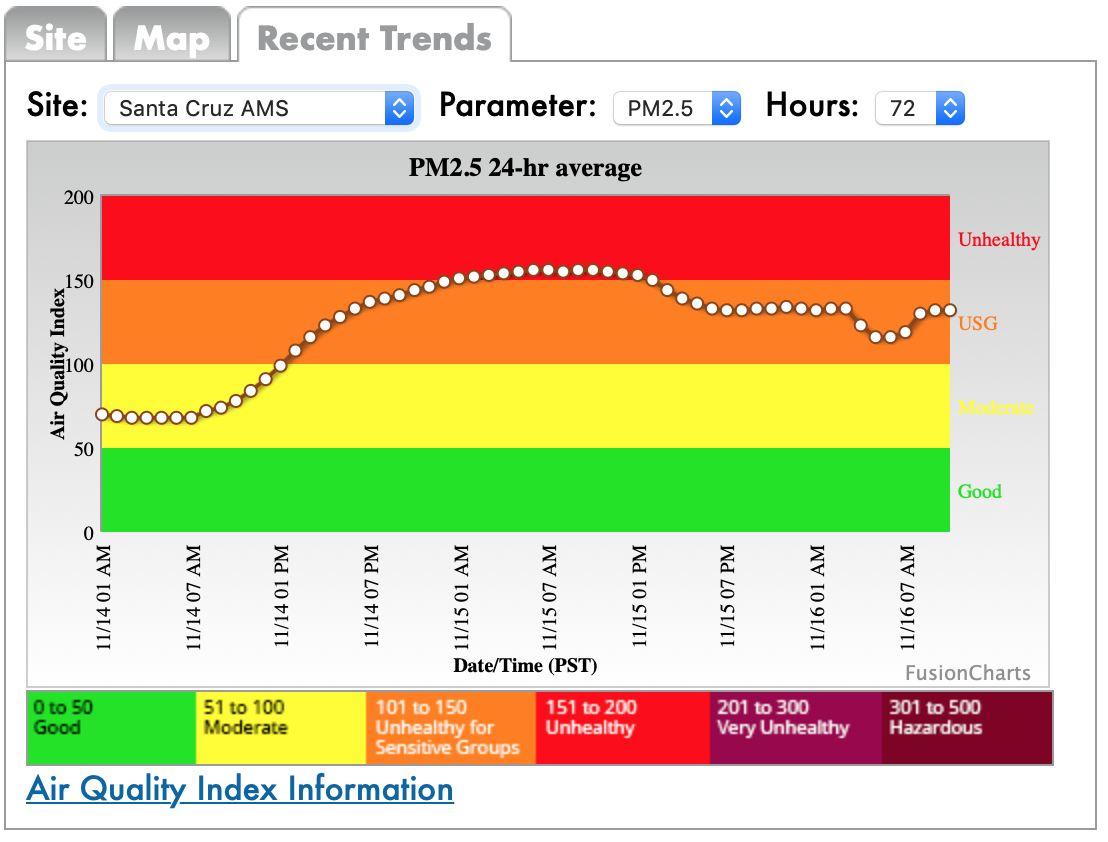 Site Map Recent Trends
Site: Santa Cruz AMS Parameter: PM2.5 Hours: 72
PM2.5 24-hr average
200
150
100
50
0
Air Quality Index
Unhealthy
USG
Moderate
Good
11/14 01 AM
11/14 07 AM
11/14 01 PM
11/14 07 PM
11/15 01 AM
11/15 07 AM
11/15 01 PM
11/15 07 PM
11/16 01 AM
11/16 07 AM
Date/Time (PST)
FusionCharts
0 to 50
Good
51 to 100
Moderate
101 to 150
Unhealthy for
Sensitive Groups
151 to 200
Unhealthy
201 to 300
Very Unhealthy
301 to 500
Hazardous
Air Quality Index Information